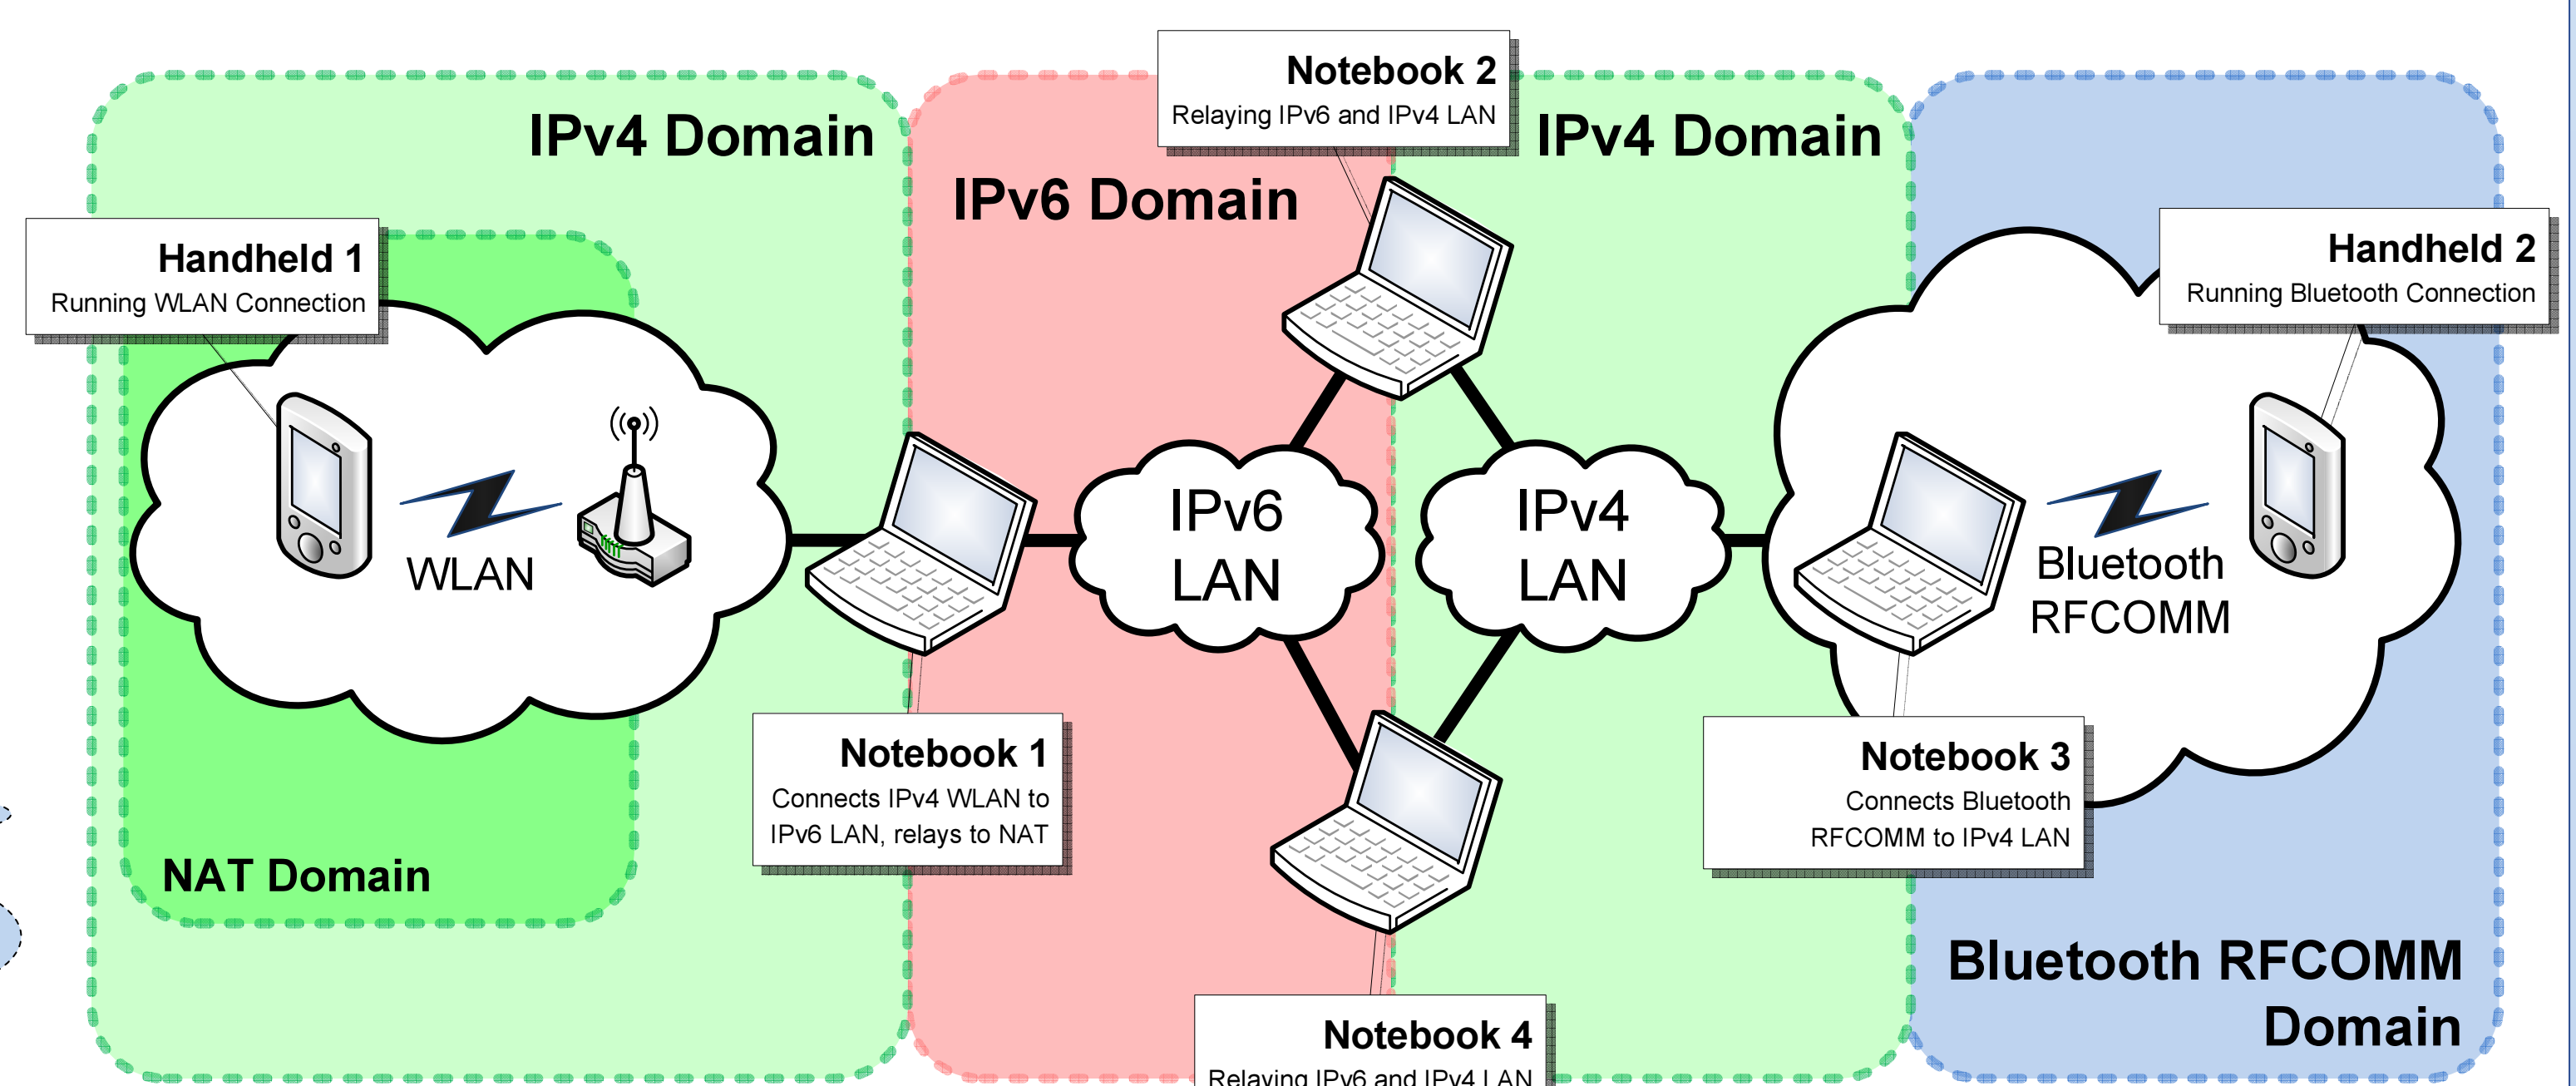 Notebook 2
Relaying IPv6 and IPv4 LAN
IPv4 Domain
IPv6 Domain
IPv4 Domain
Handheld 1
Running WLAN Connection
Handheld 2
Running Bluetooth Connection
WLAN
IPv6
LAN
IPv4
LAN
Bluetooth
RFCOMM
Notebook 1
Connects IPv4 WLAN to
IPv6 LAN, relays to NAT
Notebook 3
Connects Bluetooth
RFCOMM to IPv4 LAN
NAT Domain
Bluetooth RFCOMM
Domain
Notebook 4
Relaying IPv6 and IPv4 LAN